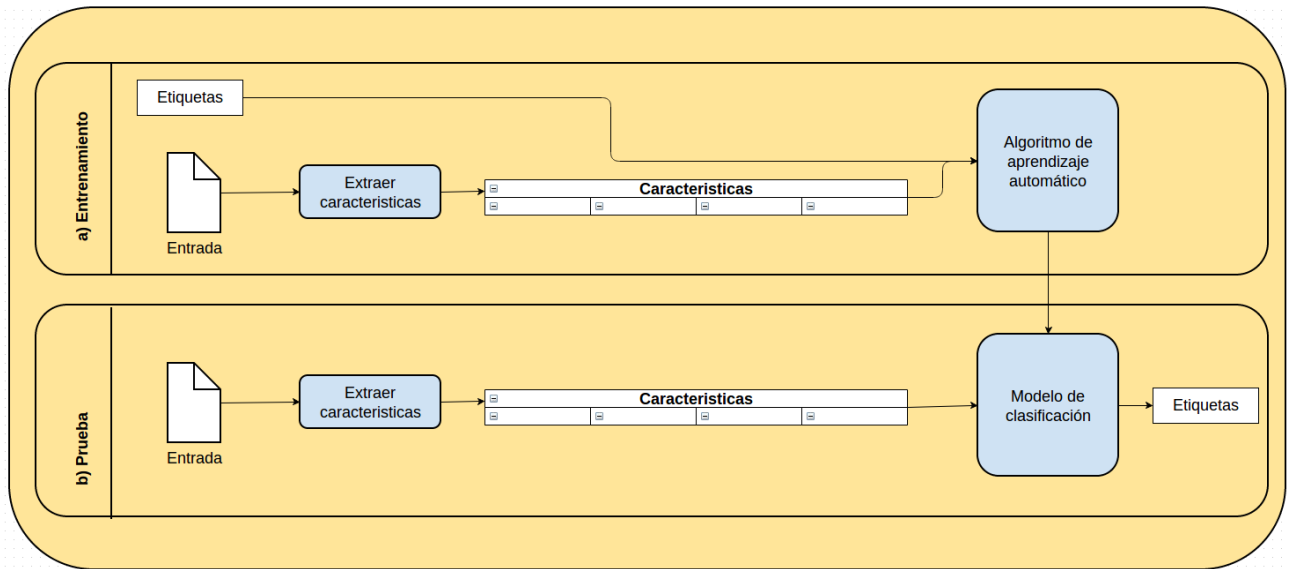 a) Entrenamiento
Etiquetas
Entrada
Extraer
caracteristicas
Caracteristicas
Algoritmo de
aprendizaje
automático
b) Prueba
Entrada
Extraer
caracteristicas
Caracteristicas
Modelo de
clasificación
Etiquetas